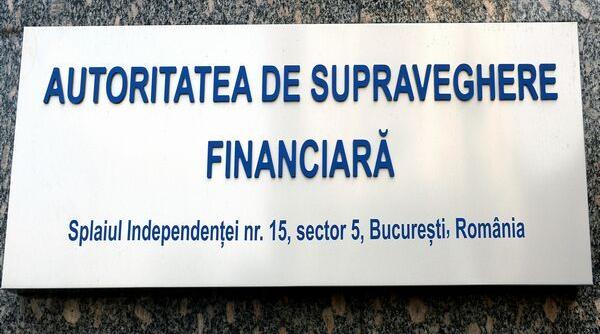 AUTORITATEA DE SUPRAVEGHERE
FINANCIARĂ
Splaiul Independenței nr. 15, sector 5, București, România